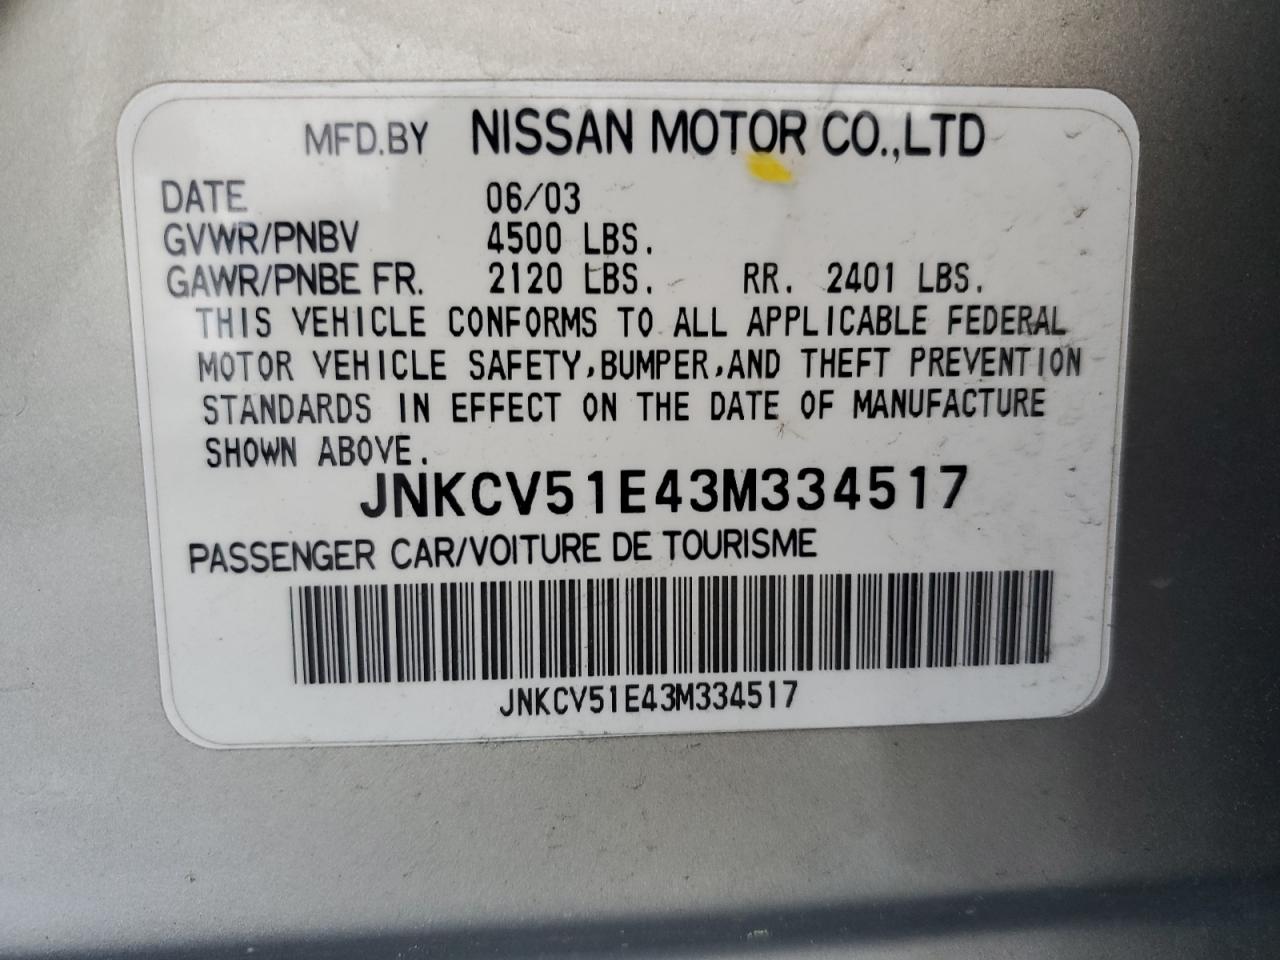 MFD.BY NISSAN MOTOR CO.,LTD
DATE 06/03
GVWR/PNBV 4500 LBS.
GAWR/PNBE FR. 2120 LBS. RR. 2401 LBS.
THIS VEHICLE CONFORMS TO ALL APPLICABLE FEDERAL
MOTOR VEHICLE SAFETY,BUMPER,AND THEFT PREVENTION
STANDARDS IN EFFECT ON THE DATE OF MANUFACTURE
SHOWN ABOVE.
JNKCV51E43M334517
PASSENGER CAR/VOITURE DE TOURISME
JNKCV51E43M334517